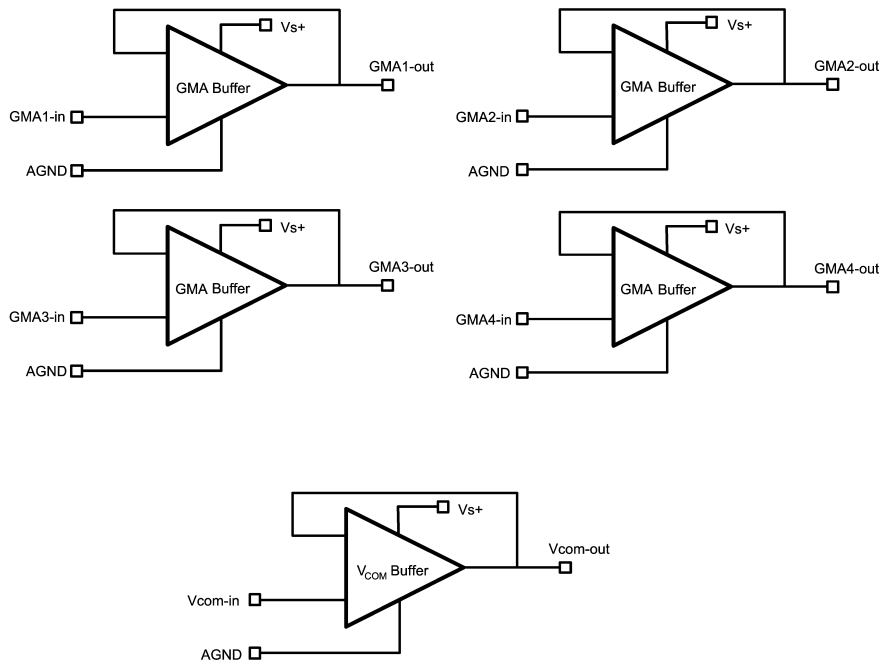 Vs+
GMA Buffer
GMA1-out
GMA1-in
AGND
Vs+
GMA Buffer
GMA2-out
GMA2-in
AGND
Vs+
GMA Buffer
GMA3-out
GMA3-in
AGND
Vs+
GMA Buffer
GMA4-out
GMA4-in
AGND
Vs+
VCOM Buffer
Vcom-out
Vcom-in
AGND